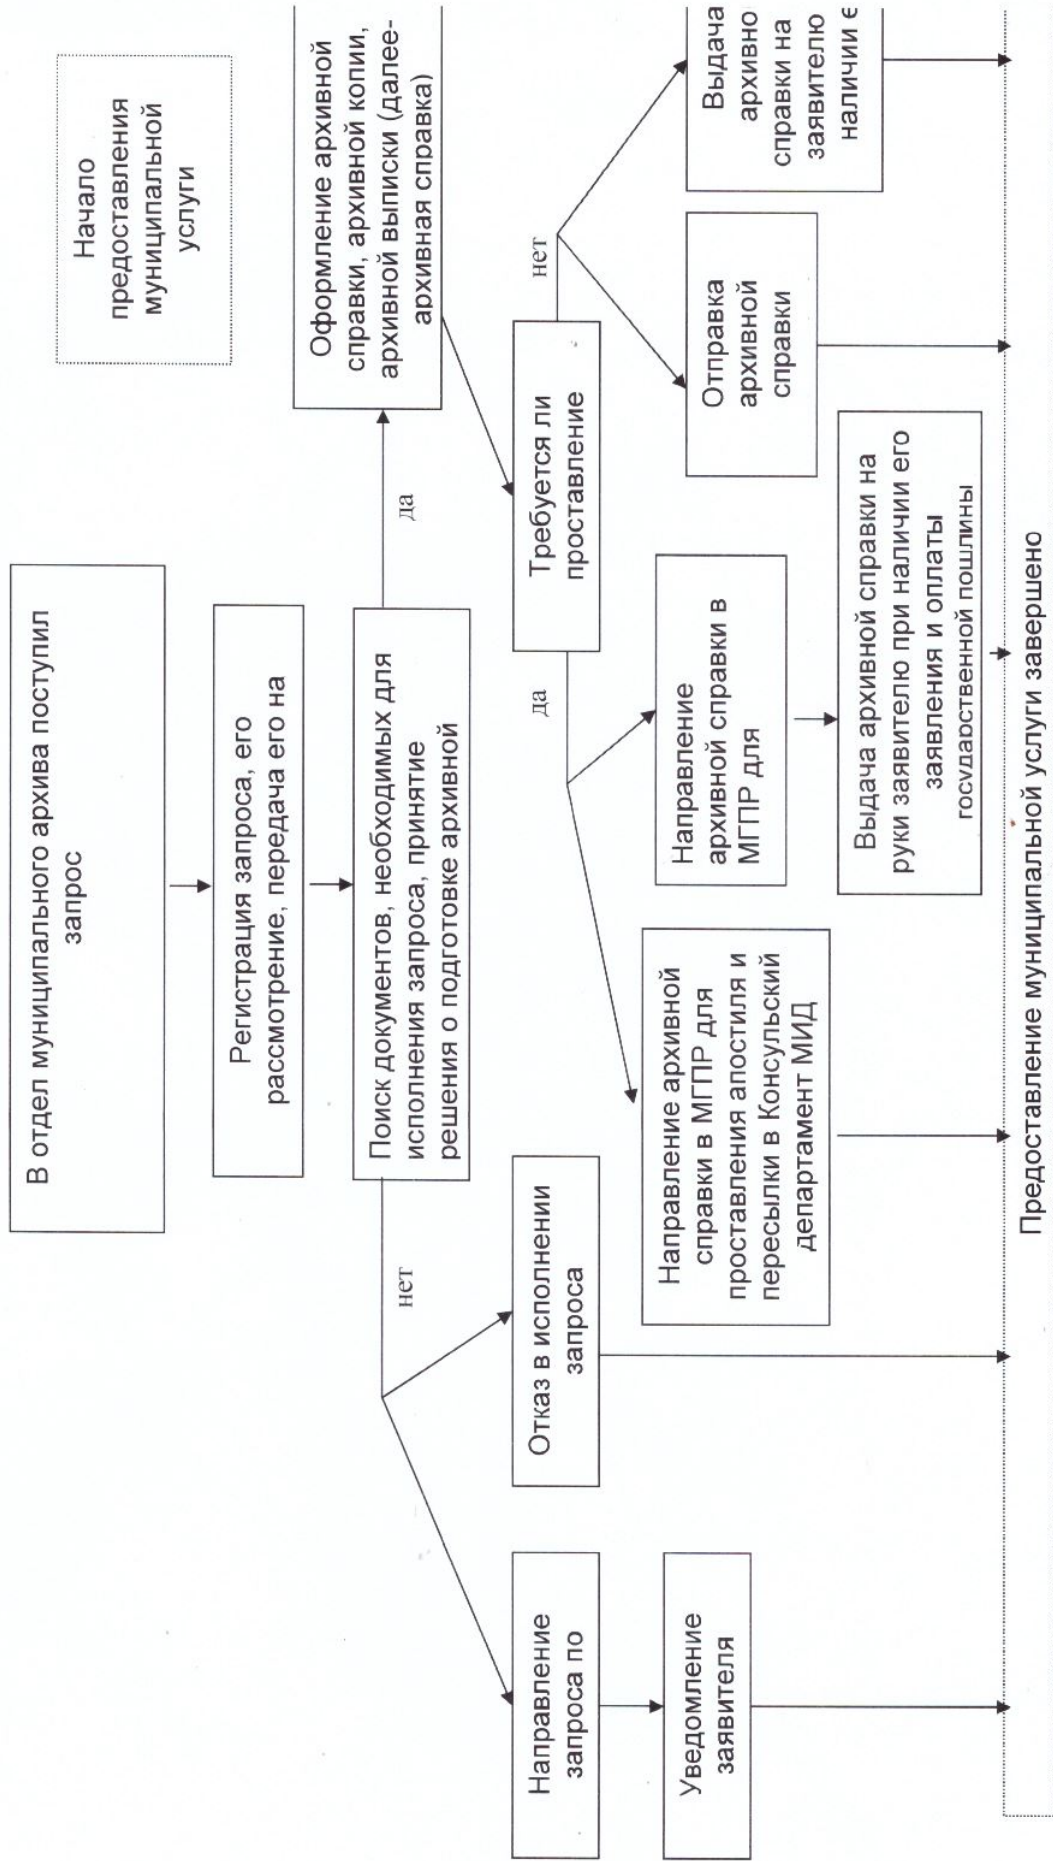 Начало
предоставления
муниципальной
услуги
В отдел муниципального архива поступил
запрос
Регистрация запроса, его
рассмотрение, передача его на
Поиск документов, необходимых для
исполнения запроса, принятие
решения о подготовке архивной
нет
да
Оформление архивной
справки, архивной копии,
архивной выписки (далее-
архивная справка)
Направление
запроса по
Отказ в исполнении
запроса
Требуется ли
проставление
да
нет
Уведомление
заявителя
Направление архивной
справки в МГПР для
проставления апостиля и
пересылки в Консульский
департамент МИД
Направление
архивной справки в
МГПР для
Отправка
архивной
справки
Выдача
архивно
справки на
заявителю
наличии е
Выдача архивной справки на
руки заявителю при наличии его
заявления и оплаты
государственной пошлины
Предоставление муниципальной услуги завершено